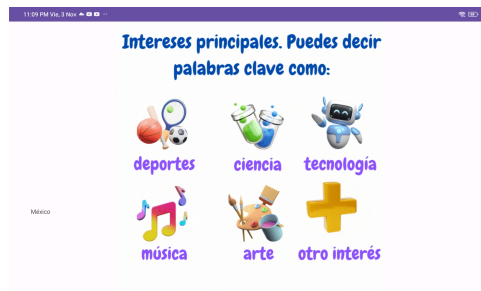 11:09 PM Vie, 3 Nov
Intereses principales. Puedes decir
palabras clave como:
deportes
ciencia
tecnología
México
música
arte
otro interés